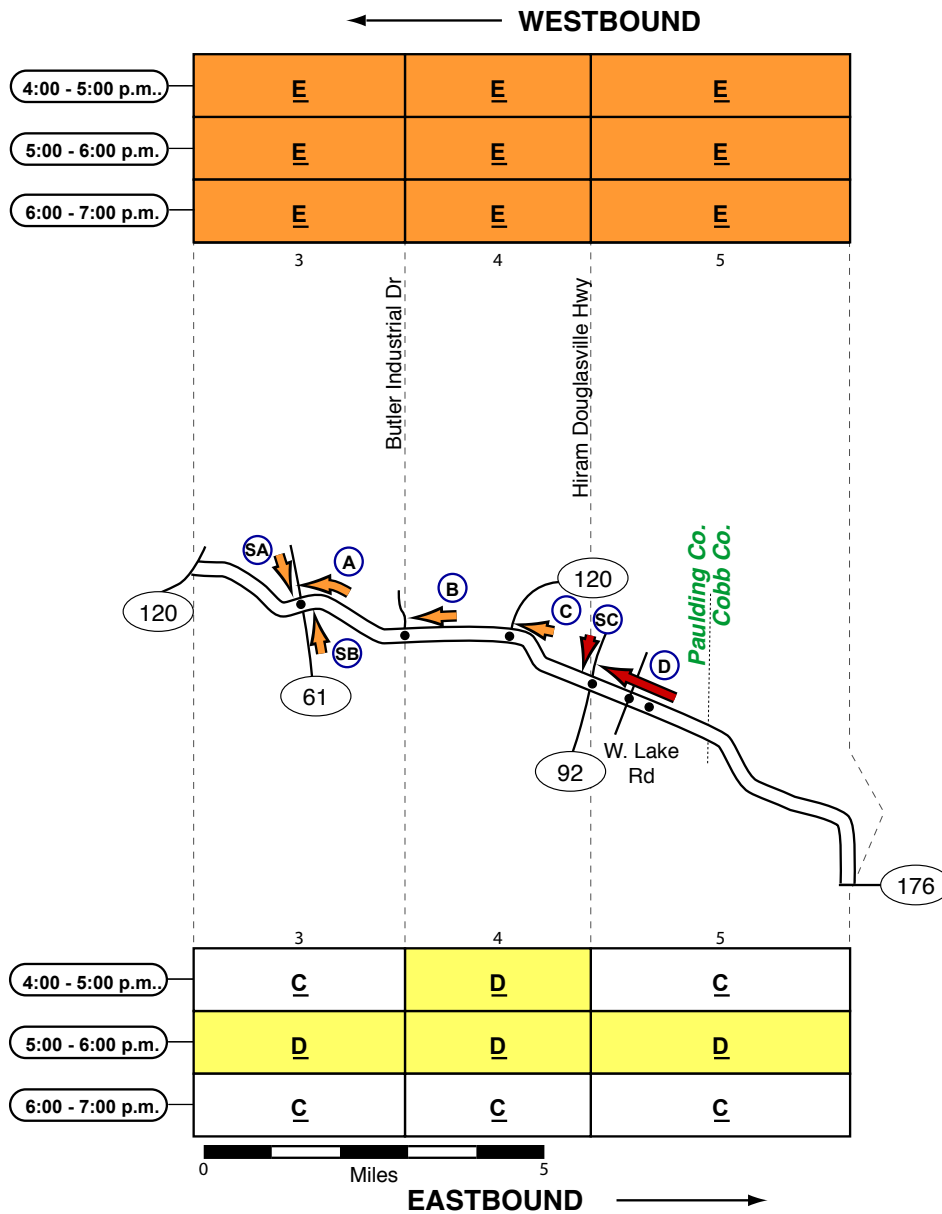 WESTBOUND
4:00 - 5:00 p.m.. E E E
5:00 - 6:00 p.m. E E E
6:00 - 7:00 p.m. E E E
3 4 5
Butler Industrial Dr
Hiram Douglasville Hwy
Paulding Co.
Cobb Co.
SA
A
B
120
C
SC
120
SB
D
61
92
W. Lake
Rd
176
3 4 5
4:00 - 5:00 p.m.. C D C
5:00 - 6:00 p.m. D D D
6:00 - 7:00 p.m. C C C
0 5
Miles
EASTBOUND